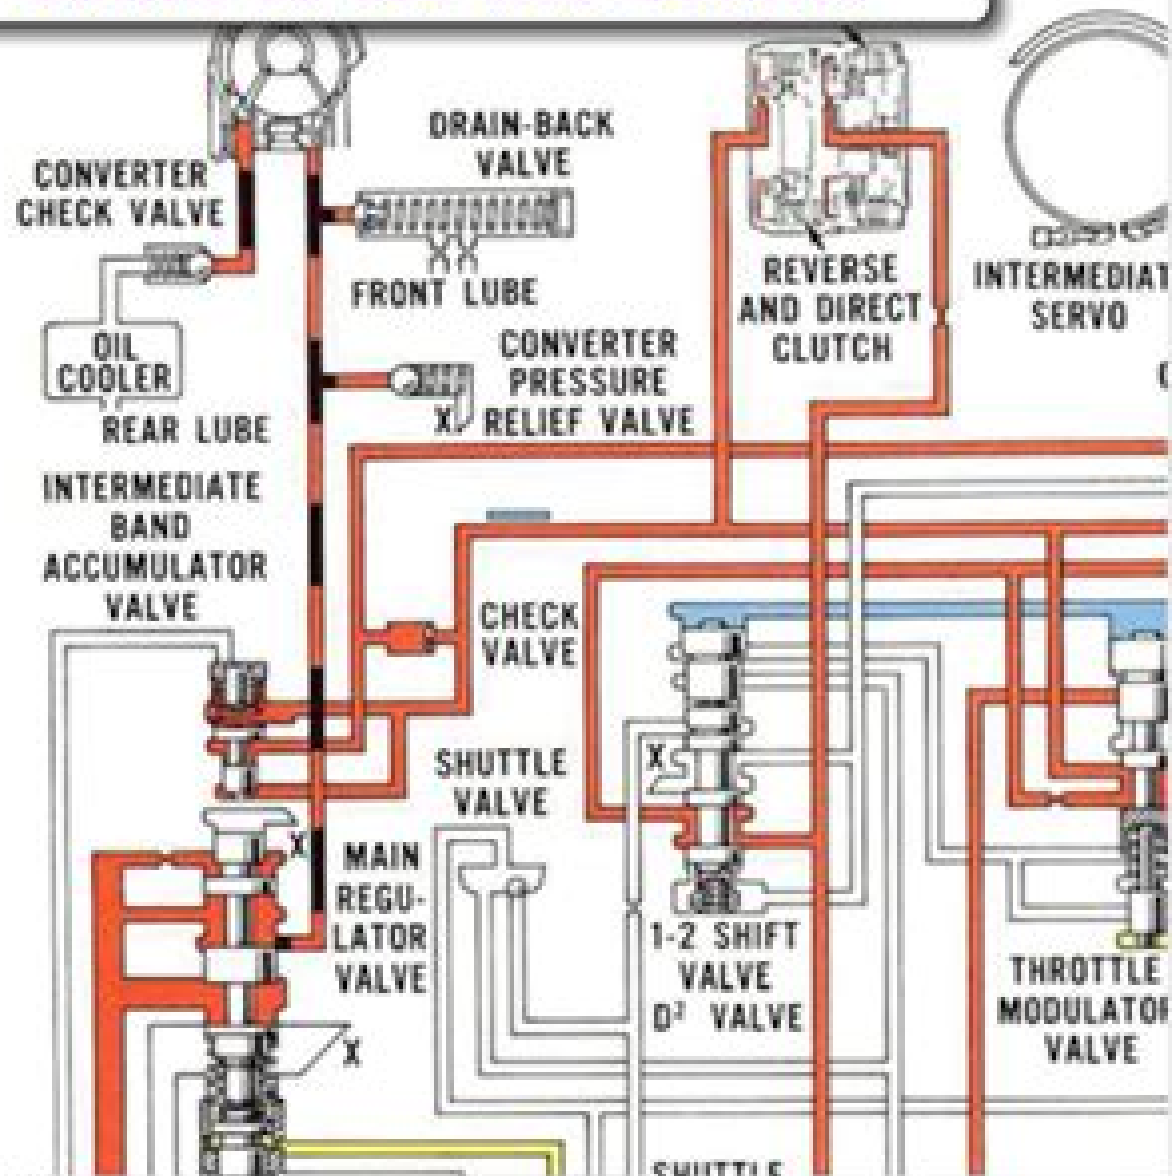 DRAIN-BACK
VALVE
CONVERTER
CHECK VALVE
FRONT LUBE
REVERSE
AND DIRECT
CLUTCH
INTERMEDIAT
SERVO
OIL
COOLER
CONVERTER
PRESSURE
X RELIEF VALVE
REAR LUBE
INTERMEDIATE
BAND
ACCUMULATOR
VALVE
CHECK
VALVE
SHUTTLE
VALVE
X
X
MAIN
REGU-
LATOR
VALVE
1-2 SHIFT
VALVE
D² VALVE
THROTTLE
MODULATOR
VALVE
X
SHUTTLE